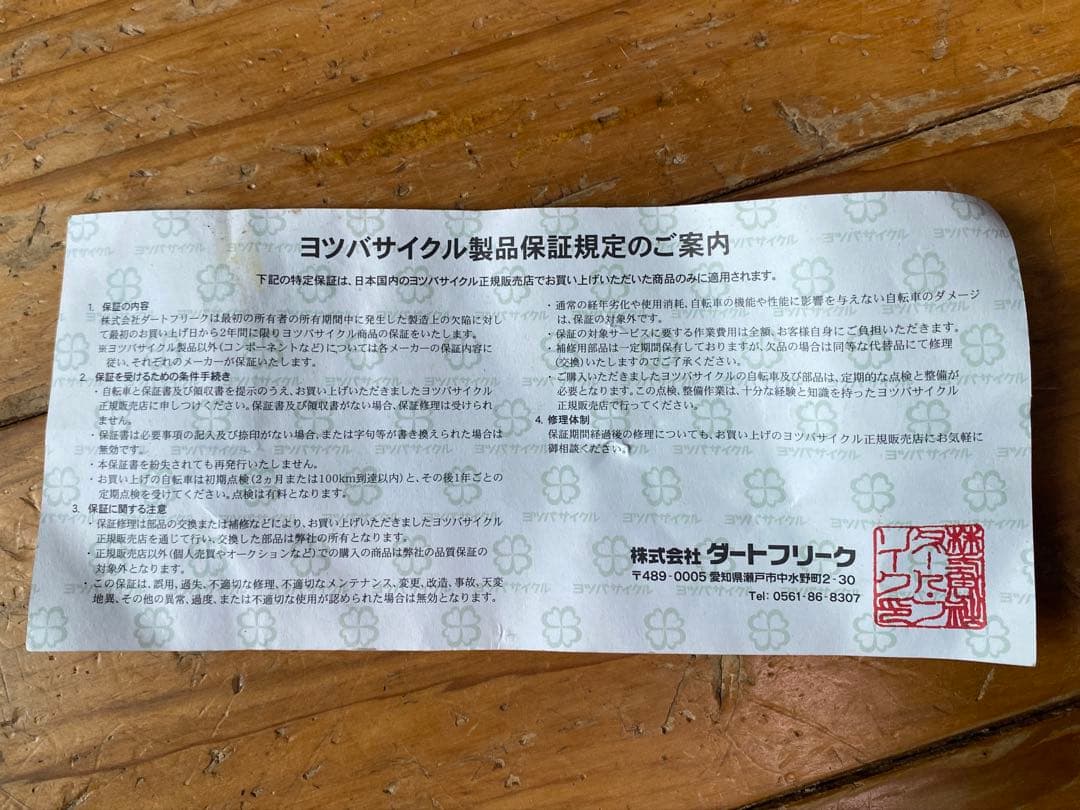 ヨツバサイクル製品保証規定のご案内
下記の特定保証は、日本国内のヨツバサイクル正規販売店でお買い上げいただいた商品のみに適用されます。
1. 保証の内容
株式会社ダートフリークは最初の所有者の所有期間中に発生した製造上の欠陥に対し
て最初のお買い上げ日から2年間に限りヨツバサイクル商品の保証をいたします。
※ヨツバサイクル製品以外（コンポーネントなど）については各メーカーの保証内容に
従い、それぞれのメーカーが保証いたします。
2. 保証を受けるための条件手続き
・自転車と保証書及び領収書を提示のうえ、お買い上げいただきましたヨツバサイクル
正規販売店に申しつけください。保証書及び領収書がない場合、保証修理は受けられ
ません。
・保証書は必要事項の記入及び捺印がない場合、または字句等が書き換えられた場合は
無効です。
・本保証書を紛失されても再発行いたしません。
・お買い上げの自転車は初期点検（2ヵ月または100km到達以内）と、その後1年ごとの
定期点検を受けてください。点検は有料となります。
3. 保証に関する注意
・保証修理は部品の交換または補修などにより、お買い上げいただきましたヨツバサイクル
正規販売店を通じて行い、交換した部品は弊社の所有となります。
・正規販売店以外（個人売買やオークションなど）での購入の商品は弊社の品質保証の
対象外となります。
・この保証は、誤用、過失、不適切な修理、不適切なメンテナンス、変更、改造、事故、天変
地異、その他の異常、過度、または不適切な使用が認められた場合は無効となります。
・通常の経年劣化や使用消耗、自転車の機能や性能に影響を与えない自転車のダメージ
は、保証の対象外です。
・保証の対象サービスに要する作業費用は全額、お客様自身にご負担いただきます。
・補修用部品は一定期間保有しておりますが、欠品の場合は同等な代替品にて修理
（交換）いたしますのでご了承ください。
・ご購入いただきましたヨツバサイクルの自転車及び部品は、定期的な点検と整備が
必要となります。この点検、整備作業は、十分な経験と知識を持ったヨツバサイクル
正規販売店で行ってください。
4. 修理体制
保証期間経過後の修理についても、お買い上げのヨツバサイクル正規販売店にお気軽に
御相談ください。
株式会社 ダートフリーク
〒489-0005 愛知県瀬戸市中水野町2-30
Tel: 0561-86-8307